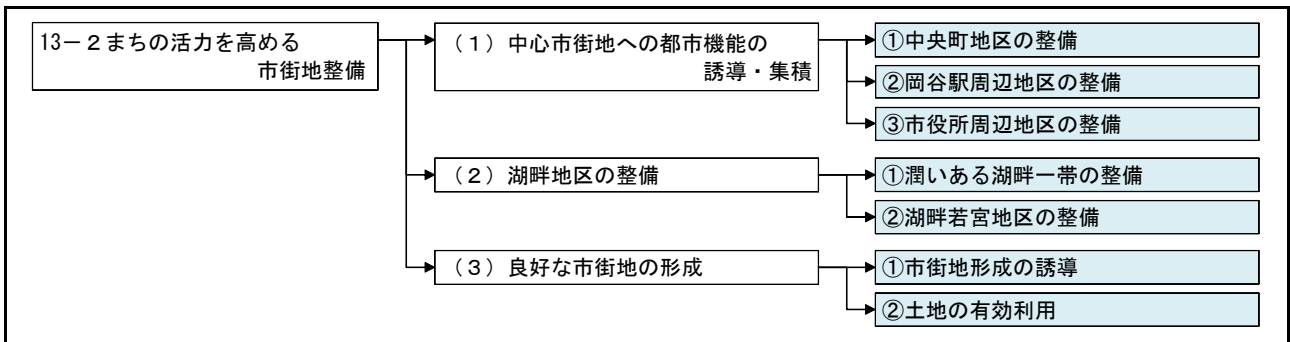 13－２まちの活力を高める
市街地整備
（１）中心市街地への都市機能の
誘導・集積
①中央町地区の整備
②岡谷駅周辺地区の整備
③市役所周辺地区の整備
（２）湖畔地区の整備
①潤いある湖畔一帯の整備
②湖畔若宮地区の整備
（３）良好な市街地の形成
①市街地形成の誘導
②土地の有効利用